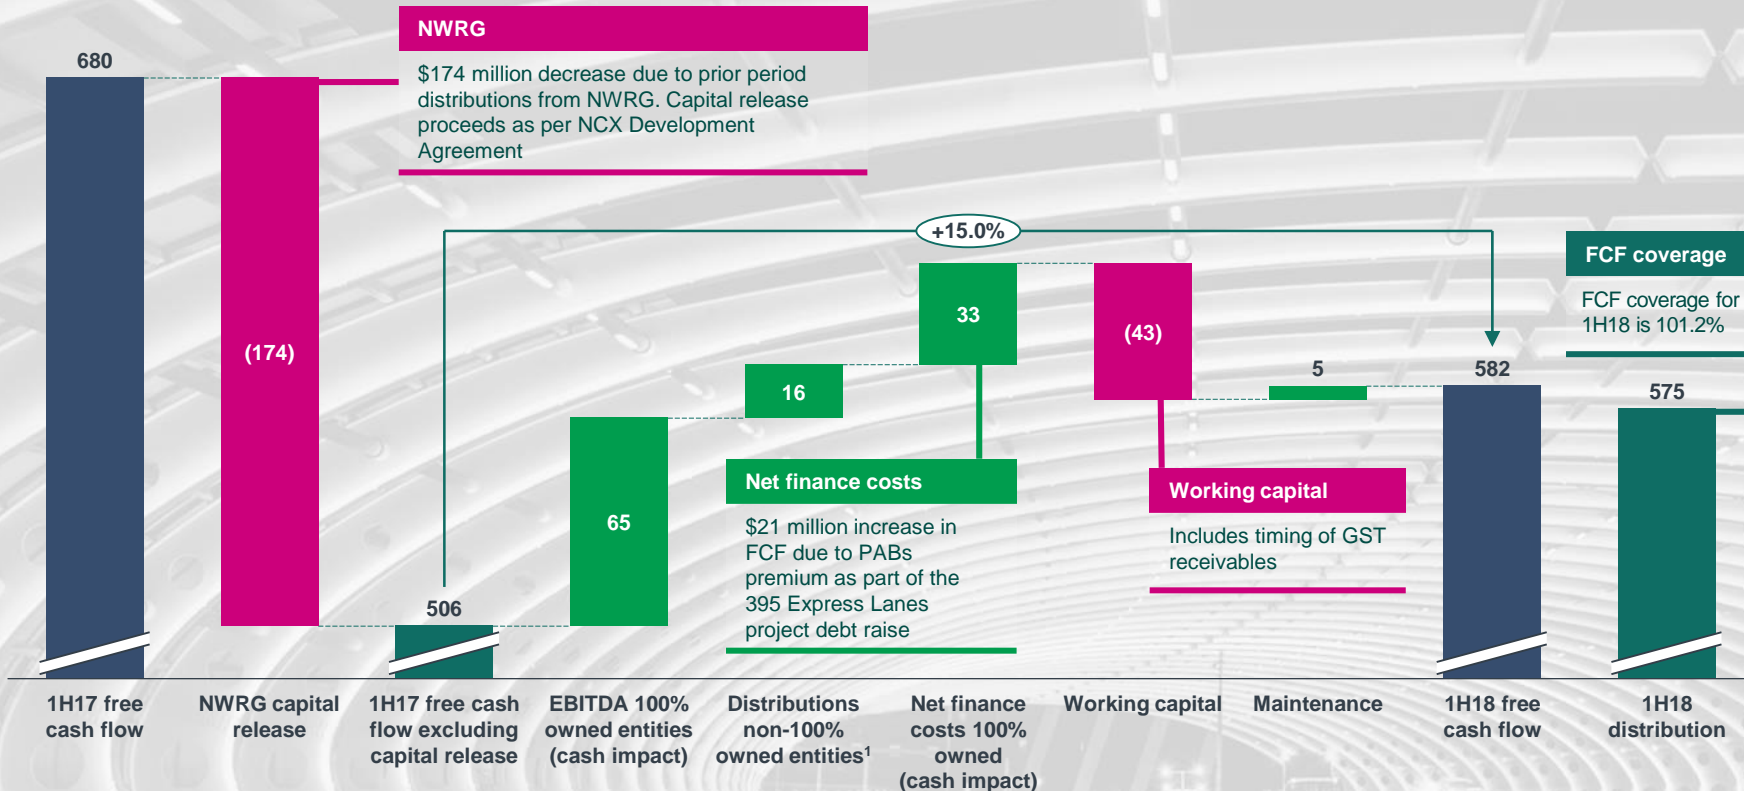 NWRG
$174 million decrease due to prior period
distributions from NWRG. Capital release
proceeds as per NCX Development
Agreement
680
(174)
506
65
16
33
(43)
5
582
575
+15.0%
FCF coverage
FCF coverage for
1H18 is 101.2%
Net finance costs
$21 million increase in
FCF due to PABs
premium as part of the
395 Express Lanes
project debt raise
Working capital
Includes timing of GST
receivables
1H17 free
cash flow
NWRG capital
release
1H17 free cash
flow excluding
capital release
EBITDA 100%
owned entities
(cash impact)
Distributions
non-100%
owned entities¹
Net finance
costs 100%
owned
(cash impact)
Working capital
Maintenance
1H18 free
cash flow
1H18
distribution